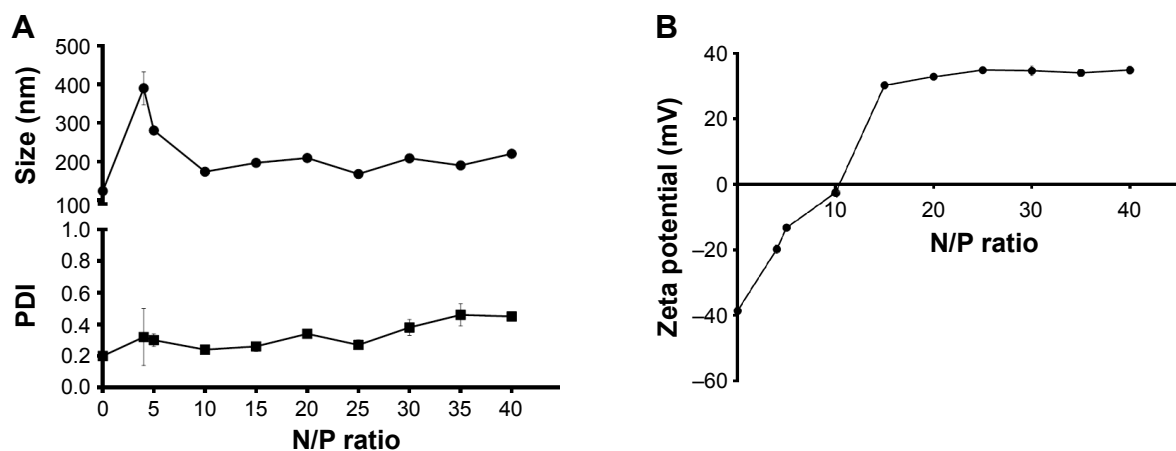 A
Size (nm)
500
400
300
200
100
PDI
1.0
0.8
0.6
0.4
0.2
0.0
0 5 10 15 20 25 30 35 40
N/P ratio
B
Zeta potential (mV)
40
20
0
–20
–40
–60
10 20 30 40
N/P ratio